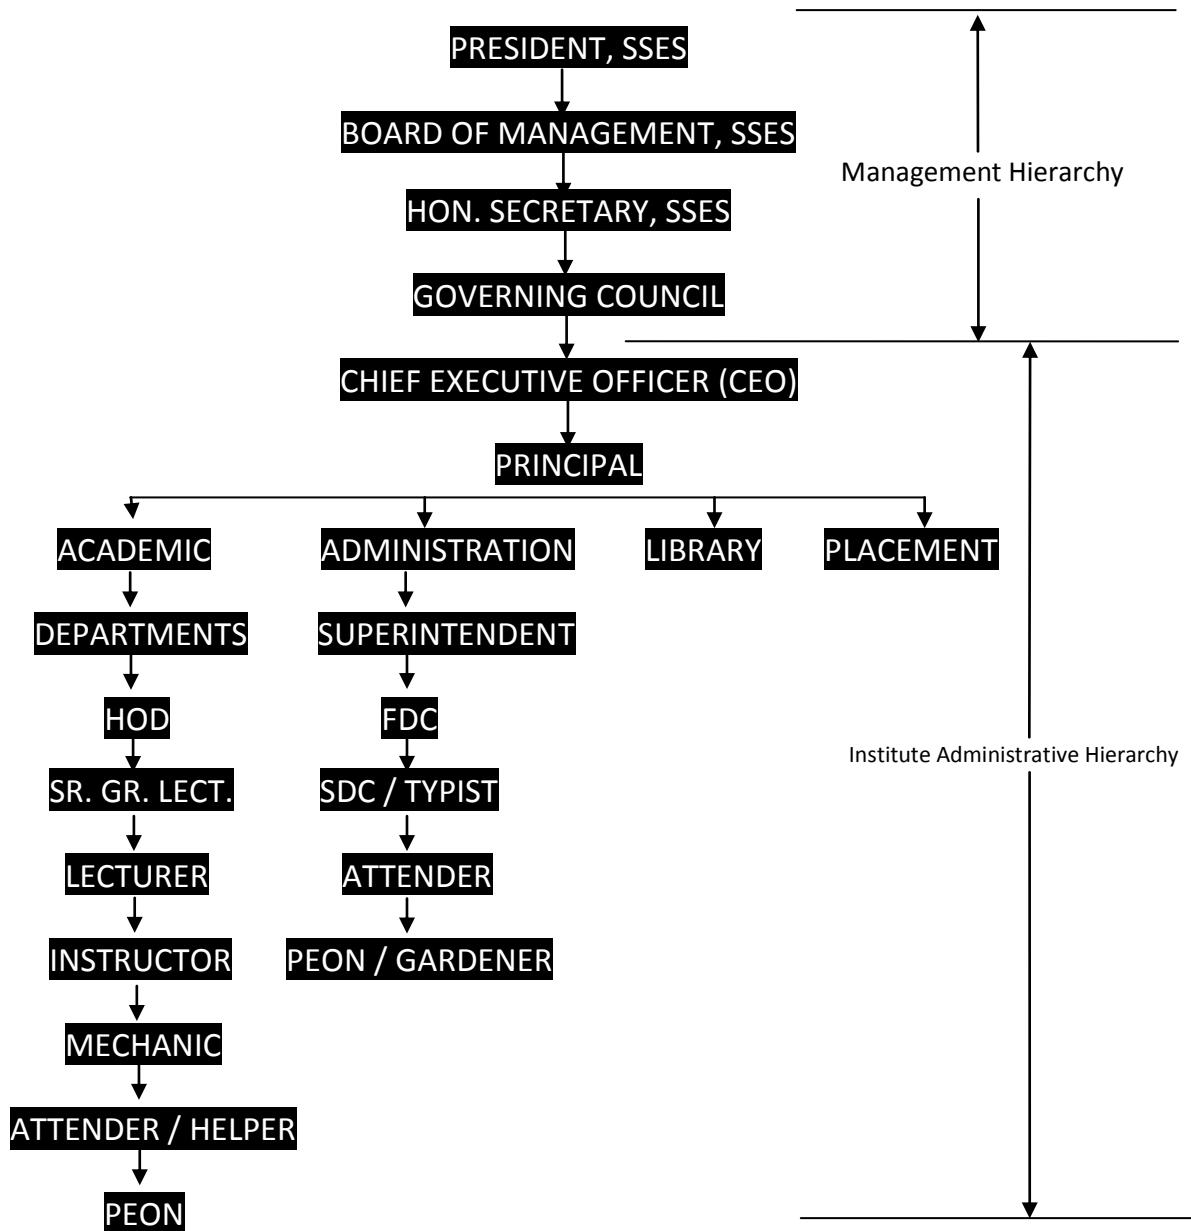 PRESIDENT, SSES
BOARD OF MANAGEMENT, SSES
Management Hierarchy
HON. SECRETARY, SSES
GOVERNING COUNCIL
CHIEF EXECUTIVE OFFICER (CEO)
PRINCIPAL
ACADEMIC
ADMINISTRATION
LIBRARY
PLACEMENT
DEPARTMENTS
SUPERINTENDENT
HOD
FDC
Institute Administrative Hierarchy
SR. GR. LECT.
SDC / TYPIST
LECTURER
ATTENDER
INSTRUCTOR
PEON / GARDENER
MECHANIC
ATTENDER / HELPER
PEON